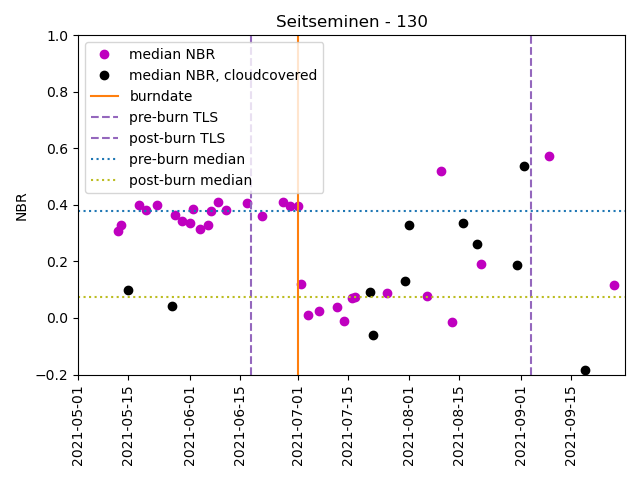 Seitseminen - 130
median NBR
median NBR, cloudcovered
burndate
pre-burn TLS
post-burn TLS
pre-burn median
post-burn median
NBR
1.0
0.8
0.6
0.4
0.2
0.0
−0.2
2021-05-01
2021-05-15
2021-06-01
2021-06-15
2021-07-01
2021-07-15
2021-08-01
2021-08-15
2021-09-01
2021-09-15